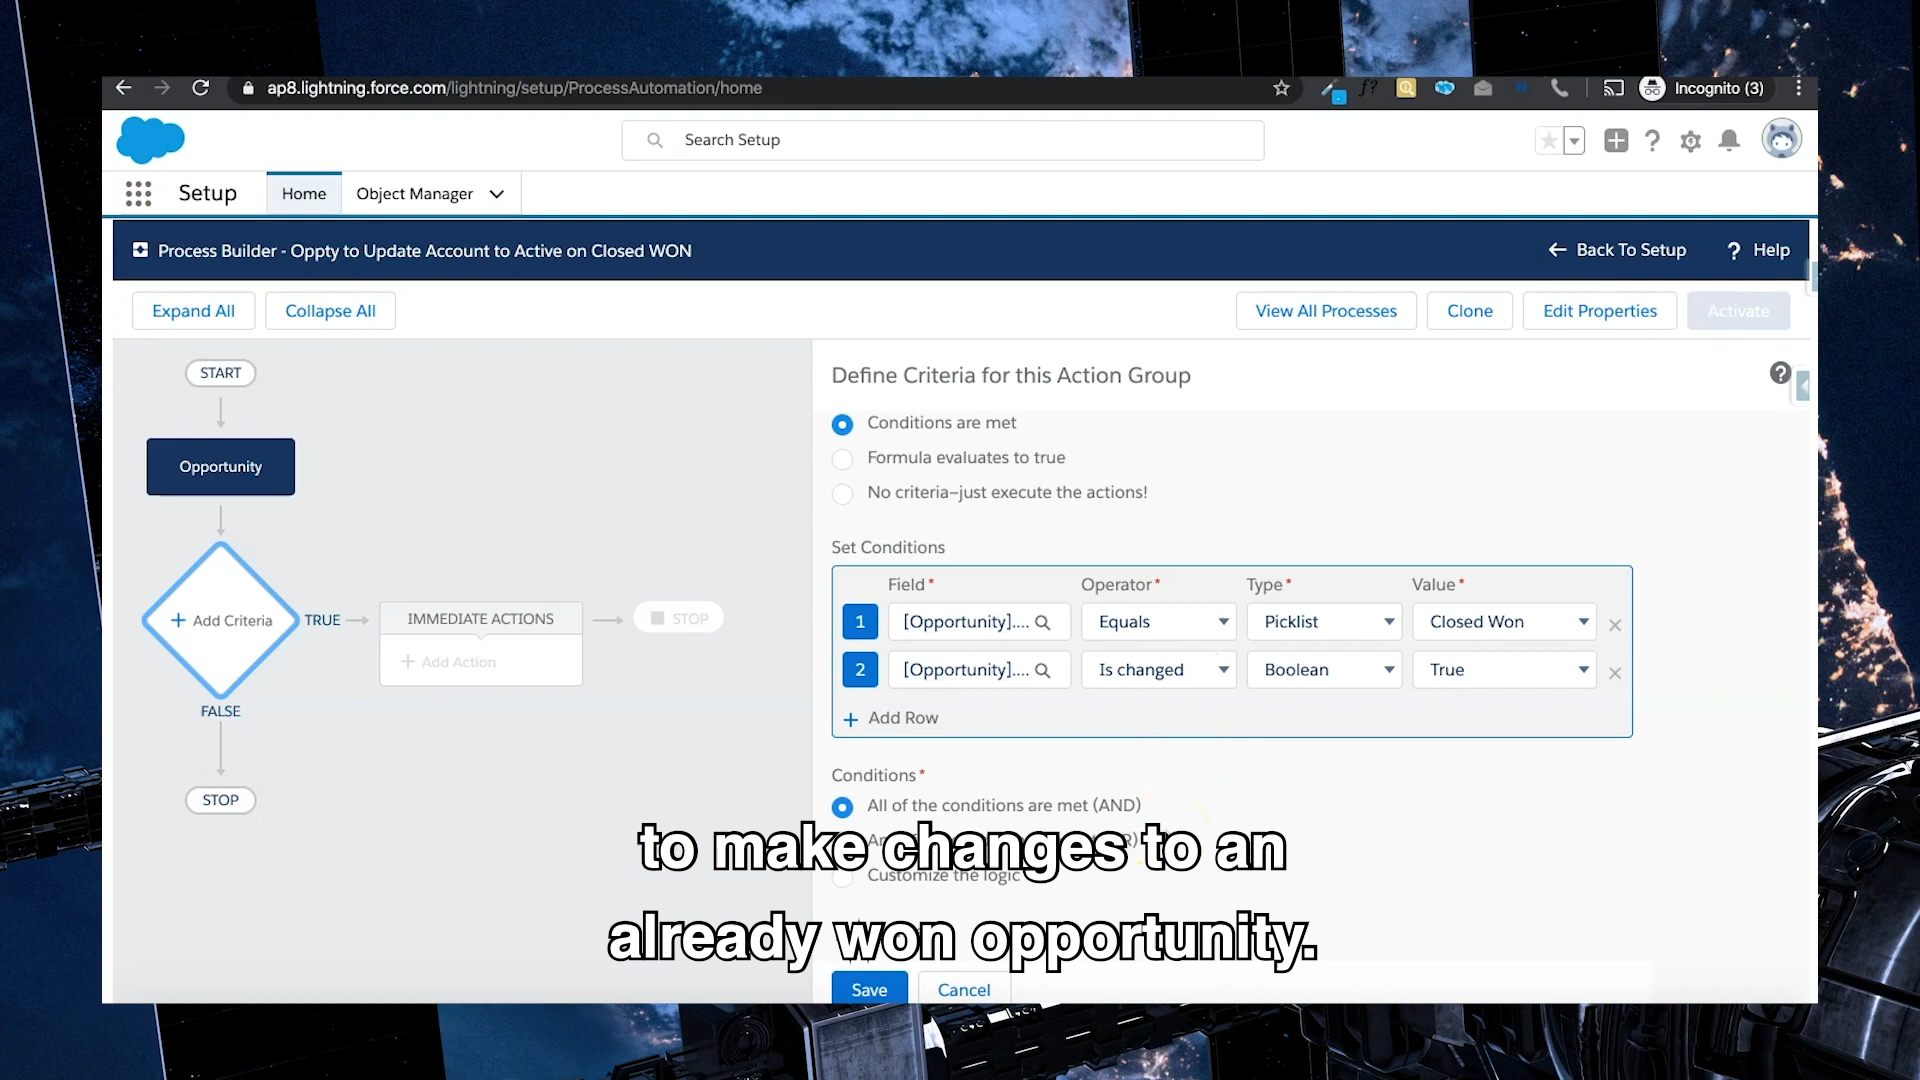 ap8.lightning.force.com/lightning/setup/ProcessAutomation/home
Incognito (3)
Search Setup
Setup
Home
Object Manager
Process Builder - Oppty to Update Account to Active on Closed WON
Back To Setup
? Help
Expand All
Collapse All
View All Processes
Clone
Edit Properties
Activate
START
Opportunity
+ Add Criteria
TRUE
IMMEDIATE ACTIONS
+ Add Action
STOP
FALSE
STOP
Define Criteria for this Action Group
Conditions are met
Formula evaluates to true
No criteria–just execute the actions!
Set Conditions
Field* Operator* Type* Value*
1 [Opportunity].... Equals Picklist Closed Won
2 [Opportunity].... Is changed Boolean True
+ Add Row
Conditions*
All of the conditions are met (AND)
Customize the logic
to make changes to an
already won opportunity.
Save
Cancel